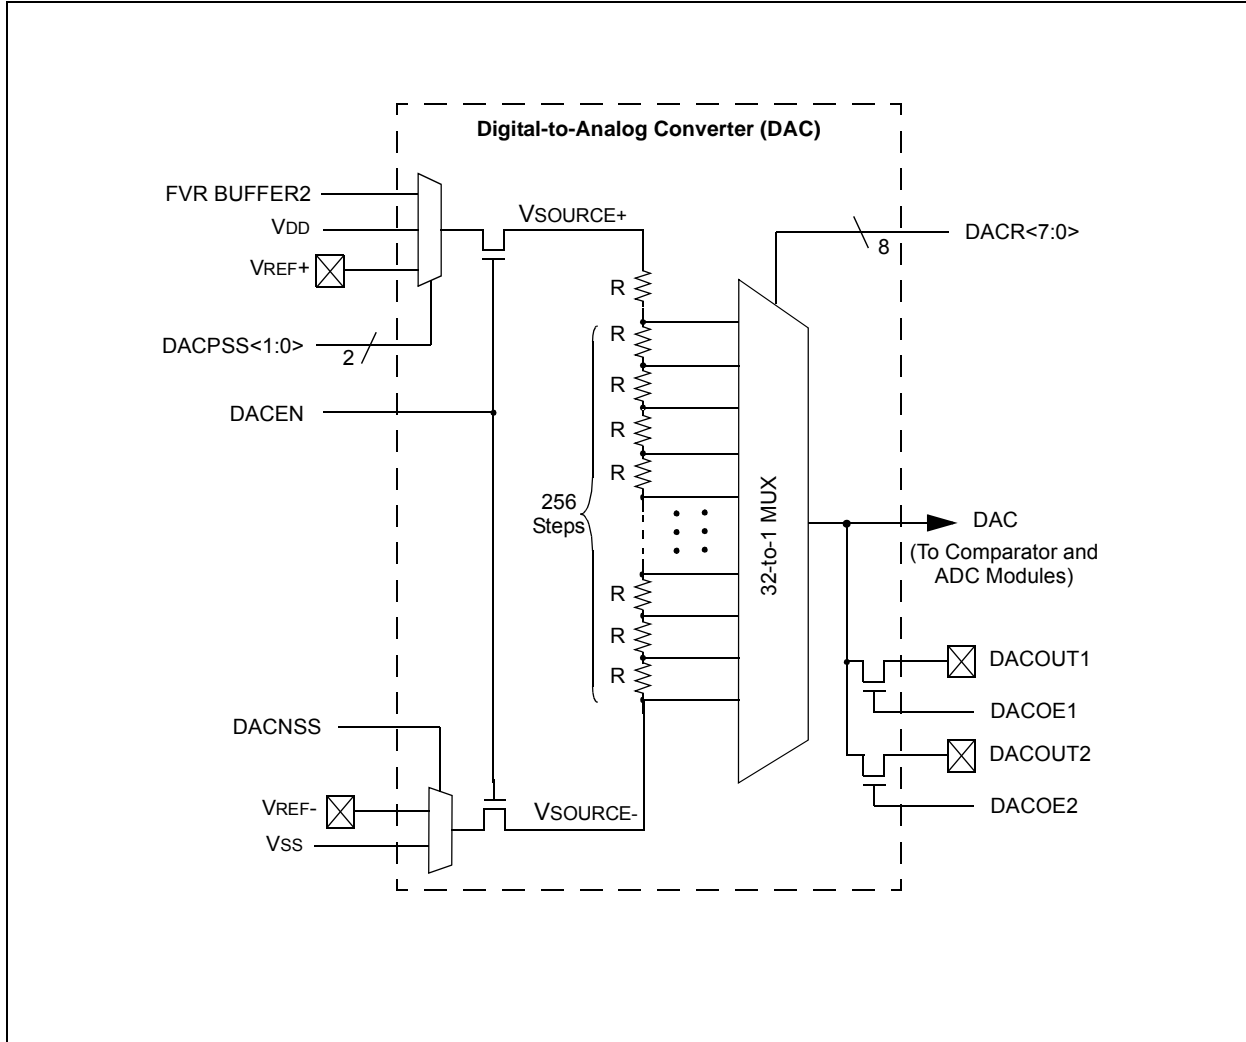 Digital-to-Analog Converter (DAC)
FVR BUFFER2
VDD
VREF+
DACPSS<1:0>
2
DACEN
VSOURCE+
R
R
R
R
R
256
Steps
R
R
R
32-to-1 MUX
8
DACR<7:0>
DAC
(To Comparator and
ADC Modules)
DACOUT1
DACOE1
DACOUT2
DACOE2
DACNSS
VREF-
VSS
VSOURCE-